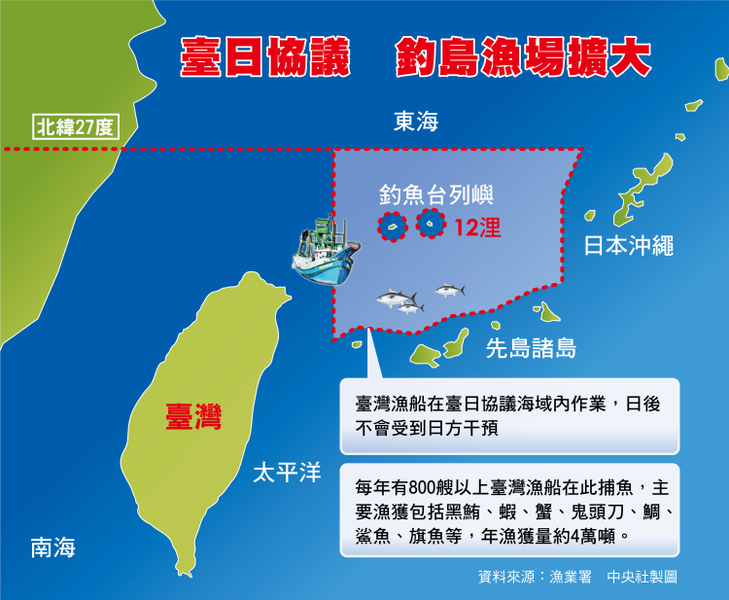 臺日協議 釣島漁場擴大
北緯27度
東海
釣魚台列嶼
12浬
日本沖繩
先島諸島
臺灣
太平洋
南海
臺灣漁船在臺日協議海域內作業，日後
不會受到日方干預
每年有800艘以上臺灣漁船在此捕魚，主
要漁獲包括黑鮪、蝦、蟹、鬼頭刀、鯛、
鯊魚、旗魚等，年漁獲量約4萬噸。
資料來源：漁業署 中央社製圖